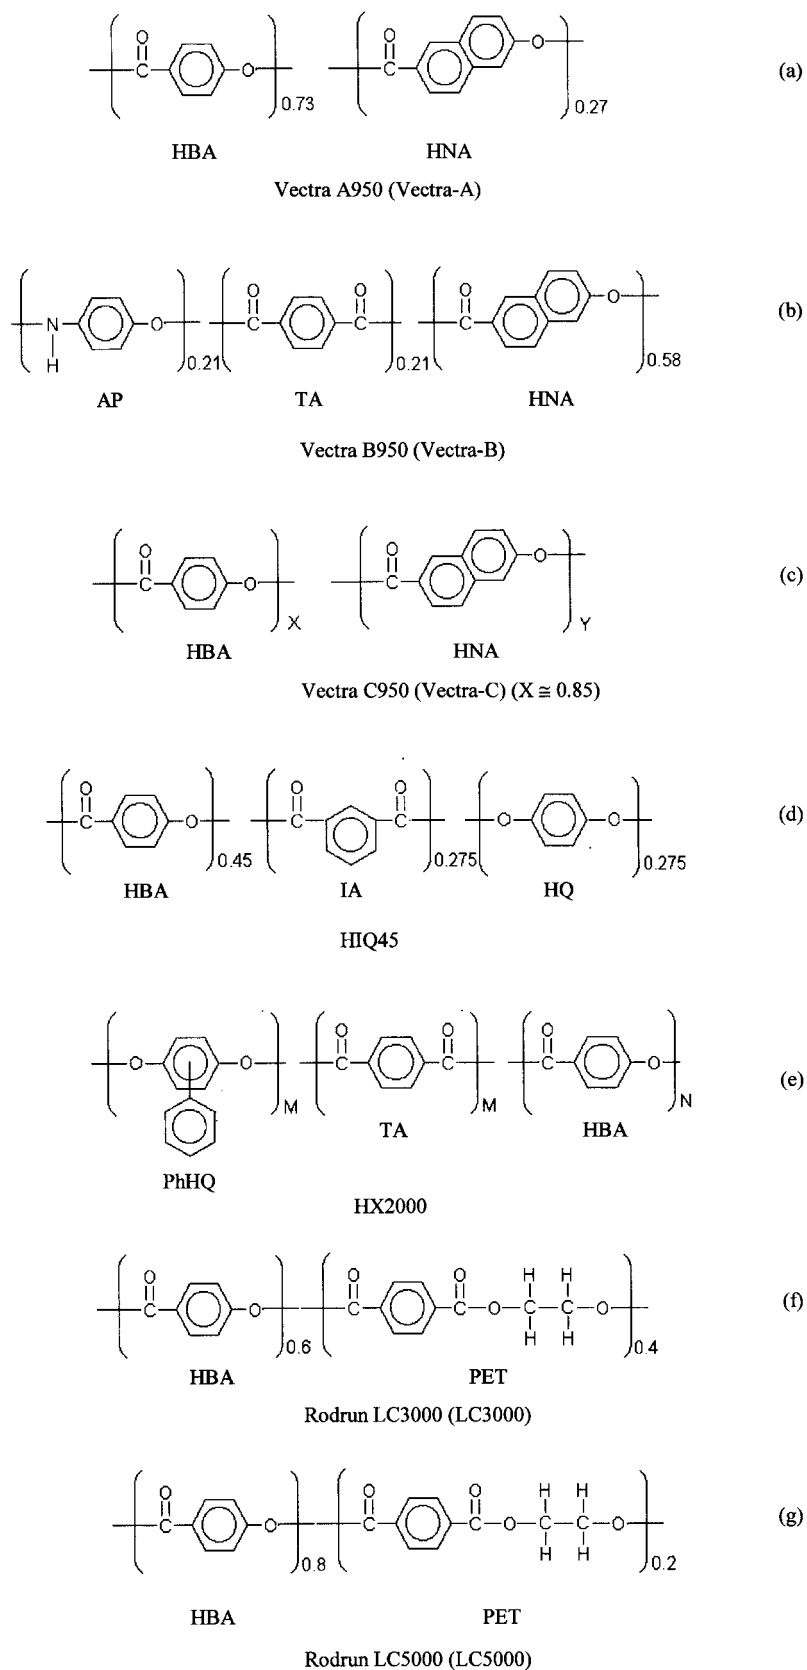 O O
C O C O (a)
0.73 0.27
HBA HNA
Vectra A950 (Vectra-A)
O O O
N O C C C O (b)
H 0.21 0.21 0.58
AP TA HNA
Vectra B950 (Vectra-B)
O O
C O C O (c)
X Y
HBA HNA
Vectra C950 (Vectra-C) (X ≅ 0.85)
O O O
C O C C O O (d)
0.45 0.275 0.275
HBA IA HQ
HIQ45
O O O
O O C C C O (e)
M M N
TA HBA
PhHQ
HX2000
O O O H H
C O C C O C C O (f)
H H
0.6 0.4
HBA PET
Rodrun LC3000 (LC3000)
O O O H H
C O C C O C C O (g)
H H
0.8 0.2
HBA PET
Rodrun LC5000 (LC5000)